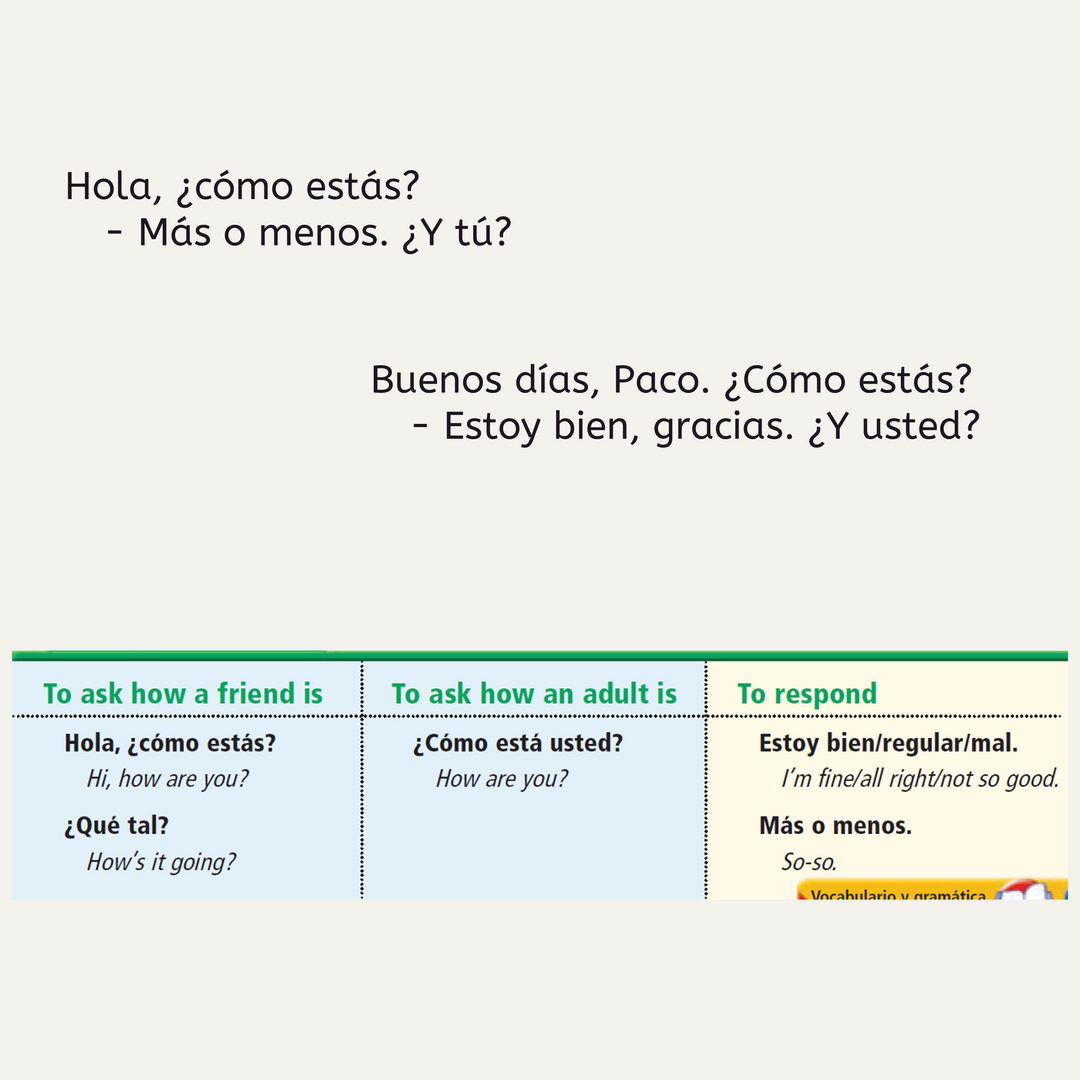 Hola, ¿cómo estás?
- Más o menos. ¿Y tú?
Buenos días, Paco. ¿Cómo estás?
- Estoy bien, gracias. ¿Y usted?
To ask how a friend is
Hola, ¿cómo estás?
Hi, how are you?
¿Qué tal?
How's it going?
To ask how an adult is
¿Cómo está usted?
How are you?
To respond
Estoy bien/regular/mal.
I'm fine/all right/not so good.
Más o menos.
So-so.
Vocabulario y gramática